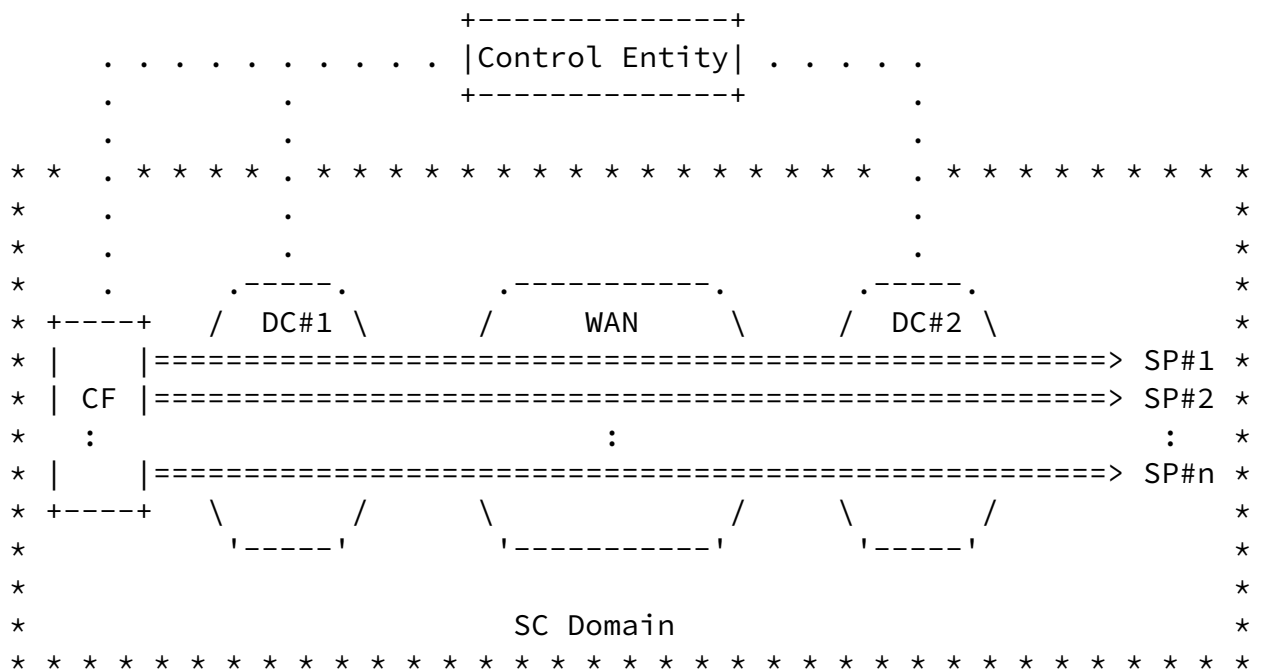 Control Entity
DC#1 WAN DC#2
SP#1
CF SP#2
: : :
SP#n
SC Domain